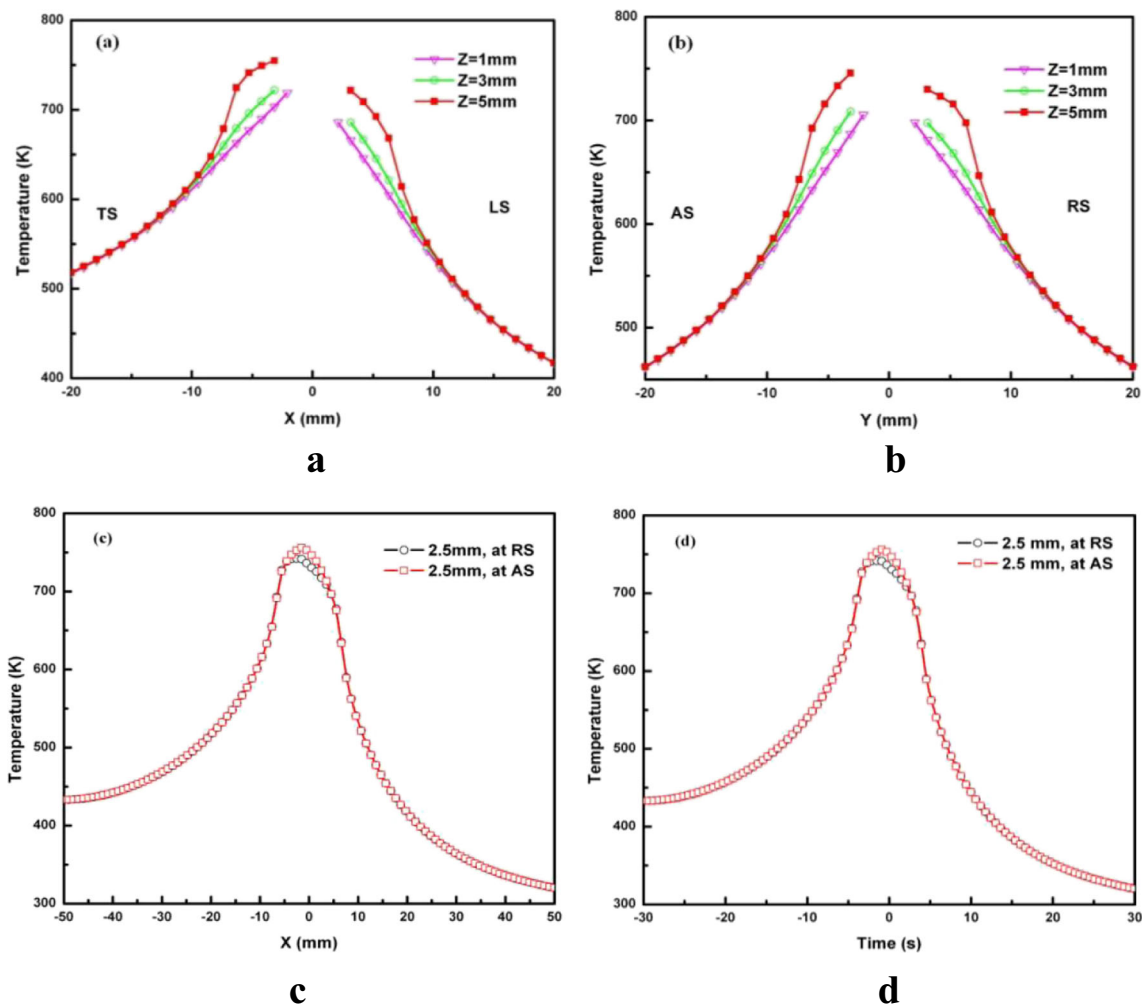 (a)
Z=1mm
Z=3mm
Z=5mm
TS
LS
800
700
600
500
400
Temperature (K)
-20
-10
0
10
20
X (mm)
a
(b)
Z=1mm
Z=3mm
Z=5mm
AS
RS
800
700
600
500
Temperature (K)
-20
-10
0
10
20
Y (mm)
b
(c)
2.5mm, at RS
2.5mm, at AS
800
700
600
500
400
300
Temperature (K)
-50
-40
-30
-20
-10
0
10
20
30
40
50
X (mm)
c
(d)
2.5 mm, at RS
2.5 mm, at AS
800
700
600
500
400
300
Temperature (K)
-30
-20
-10
0
10
20
30
Time (s)
d